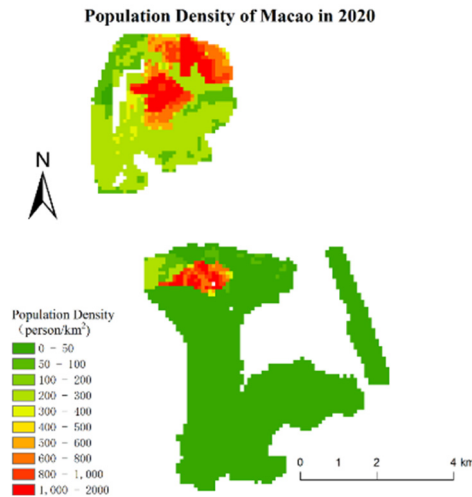 Population Density of Macao in 2020
N
Population Density
(person/km²)
0 - 50
50 - 100
100 - 200
200 - 300
300 - 400
400 - 500
500 - 600
600 - 800
800 - 1,000
1,000 - 2000
0 1 2 4 km